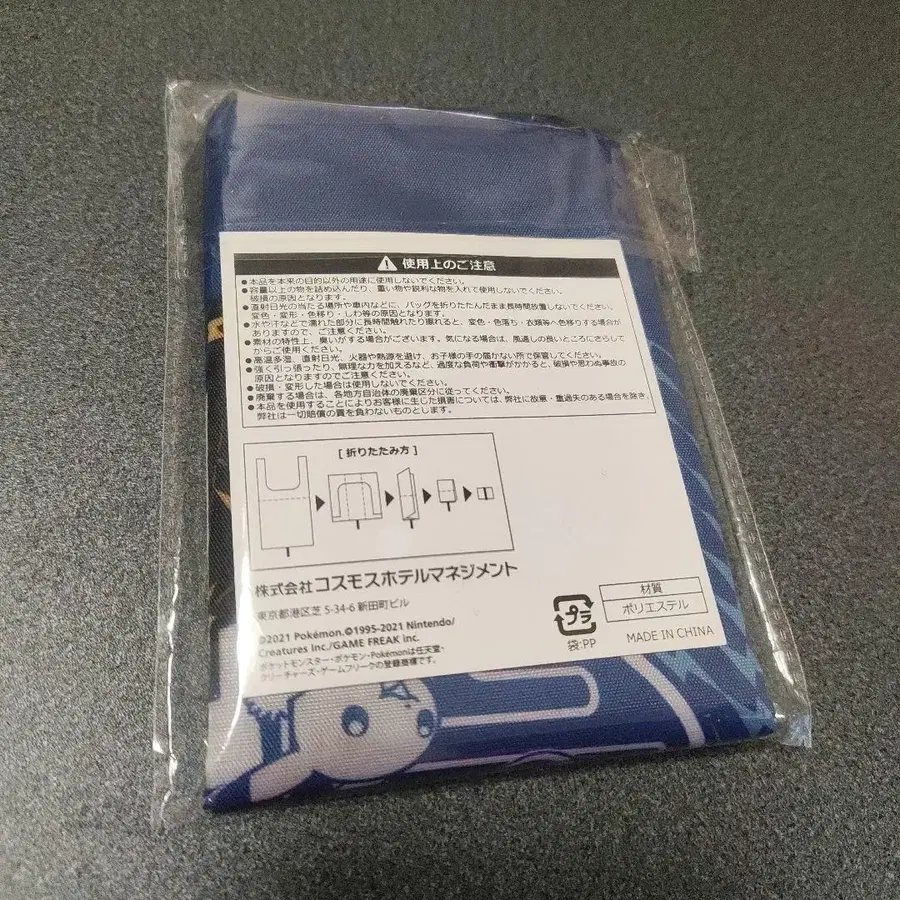 使用上のご注意
●本品を本来の目的以外の用途に使用しないでください。
●容量以上の物を詰め込んだり、重い物や鋭利な物を入れて使用しないでください。
破損の原因となります。
●直射日光の当たる場所や車内などに、バッグを折りたたんだまま長時間放置しないでください。
変色・変形・色移り・しわ等の原因となります。
●水や汗などで濡れた部分に長時間触れたり擦れると、変色・色落ち・衣類等へ色移りする場合が
ありますので、ご注意ください。
●素材の特性上、臭いがする場合がございます。気になる場合は、風通しの良いところにさらして
からご使用ください。
●高温多湿、直射日光、火器や熱源を避け、お子様の手の届かない所で保管してください。
●強く引っ張ったり、無理な力を加えるなど、過度な負荷や衝撃がかかると、破損や思わぬ事故の
原因となりますのでご注意ください。
●破損・変形した場合は使用しないでください。
●廃棄する場合は、各地方自治体の廃棄区分に従ってください。
●本品を使用することによりお客様に生じた損害については、弊社に故意・重過失のある場合を除き、
弊社は一切賠償の責を負わないものとします。
[折りたたみ方]
株式会社コスモスホテルマネジメント
東京都港区芝 5-34-6 新田町ビル
©2021 Pokémon.©1995-2021 Nintendo/
Creatures Inc./GAME FREAK inc.
ポケットモンスター・ポケモン・Pokémonは任天堂・
クリーチャーズ・ゲームフリークの登録商標です。
プラ
袋:PP
材質
ポリエステル
MADE IN CHINA